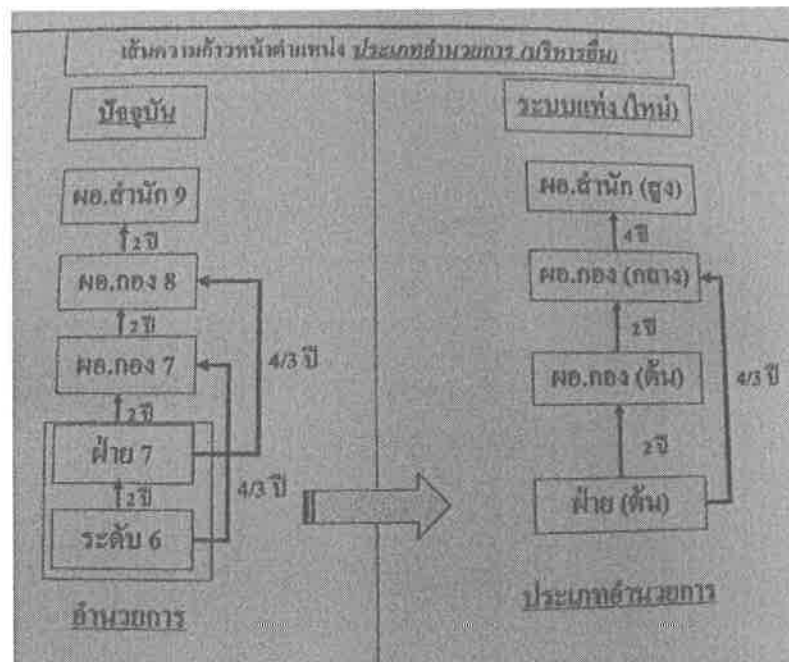 เส้นความก้าวหน้าตำแหน่ง ประเภทอำนวยการ (บริหารอื่น)
ปัจจุบัน
ผอ.สำนัก 9
2 ปี
ผอ.กอง 8
2 ปี
ผอ.กอง 7
4/3 ปี
2 ปี
ฝ่าย 7
2 ปี
4/3 ปี
ระดับ 6
อำนวยการ
ระบบแท่ง (ใหม่)
ผอ.สำนัก (สูง)
4 ปี
ผอ.กอง (กลาง)
2 ปี
ผอ.กอง (ต้น)
4/3 ปี
2 ปี
ฝ่าย (ต้น)
ประเภทอำนวยการ